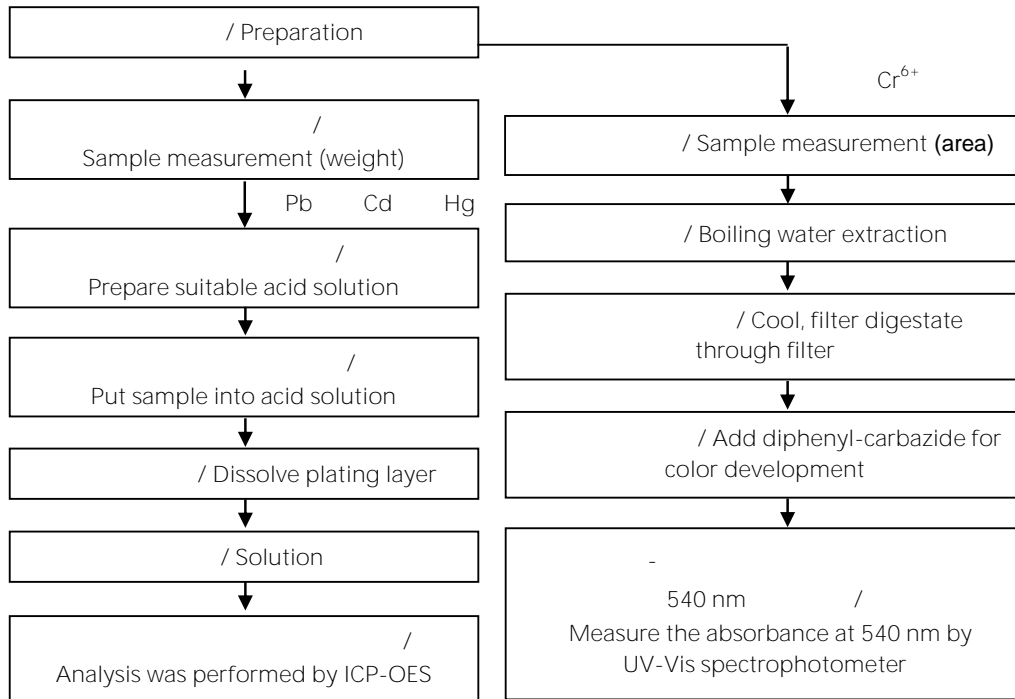 / Preparation
/
Sample measurement (weight)
Pb Cd Hg
/
Prepare suitable acid solution
/
Put sample into acid solution
/ Dissolve plating layer
/ Solution
/
Analysis was performed by ICP-OES
Cr⁶⁺
/ Sample measurement (area)
/ Boiling water extraction
/ Cool, filter digestate
through filter
/ Add diphenyl-carbazide for
color development
-
540 nm /
Measure the absorbance at 540 nm by
UV-Vis spectrophotometer